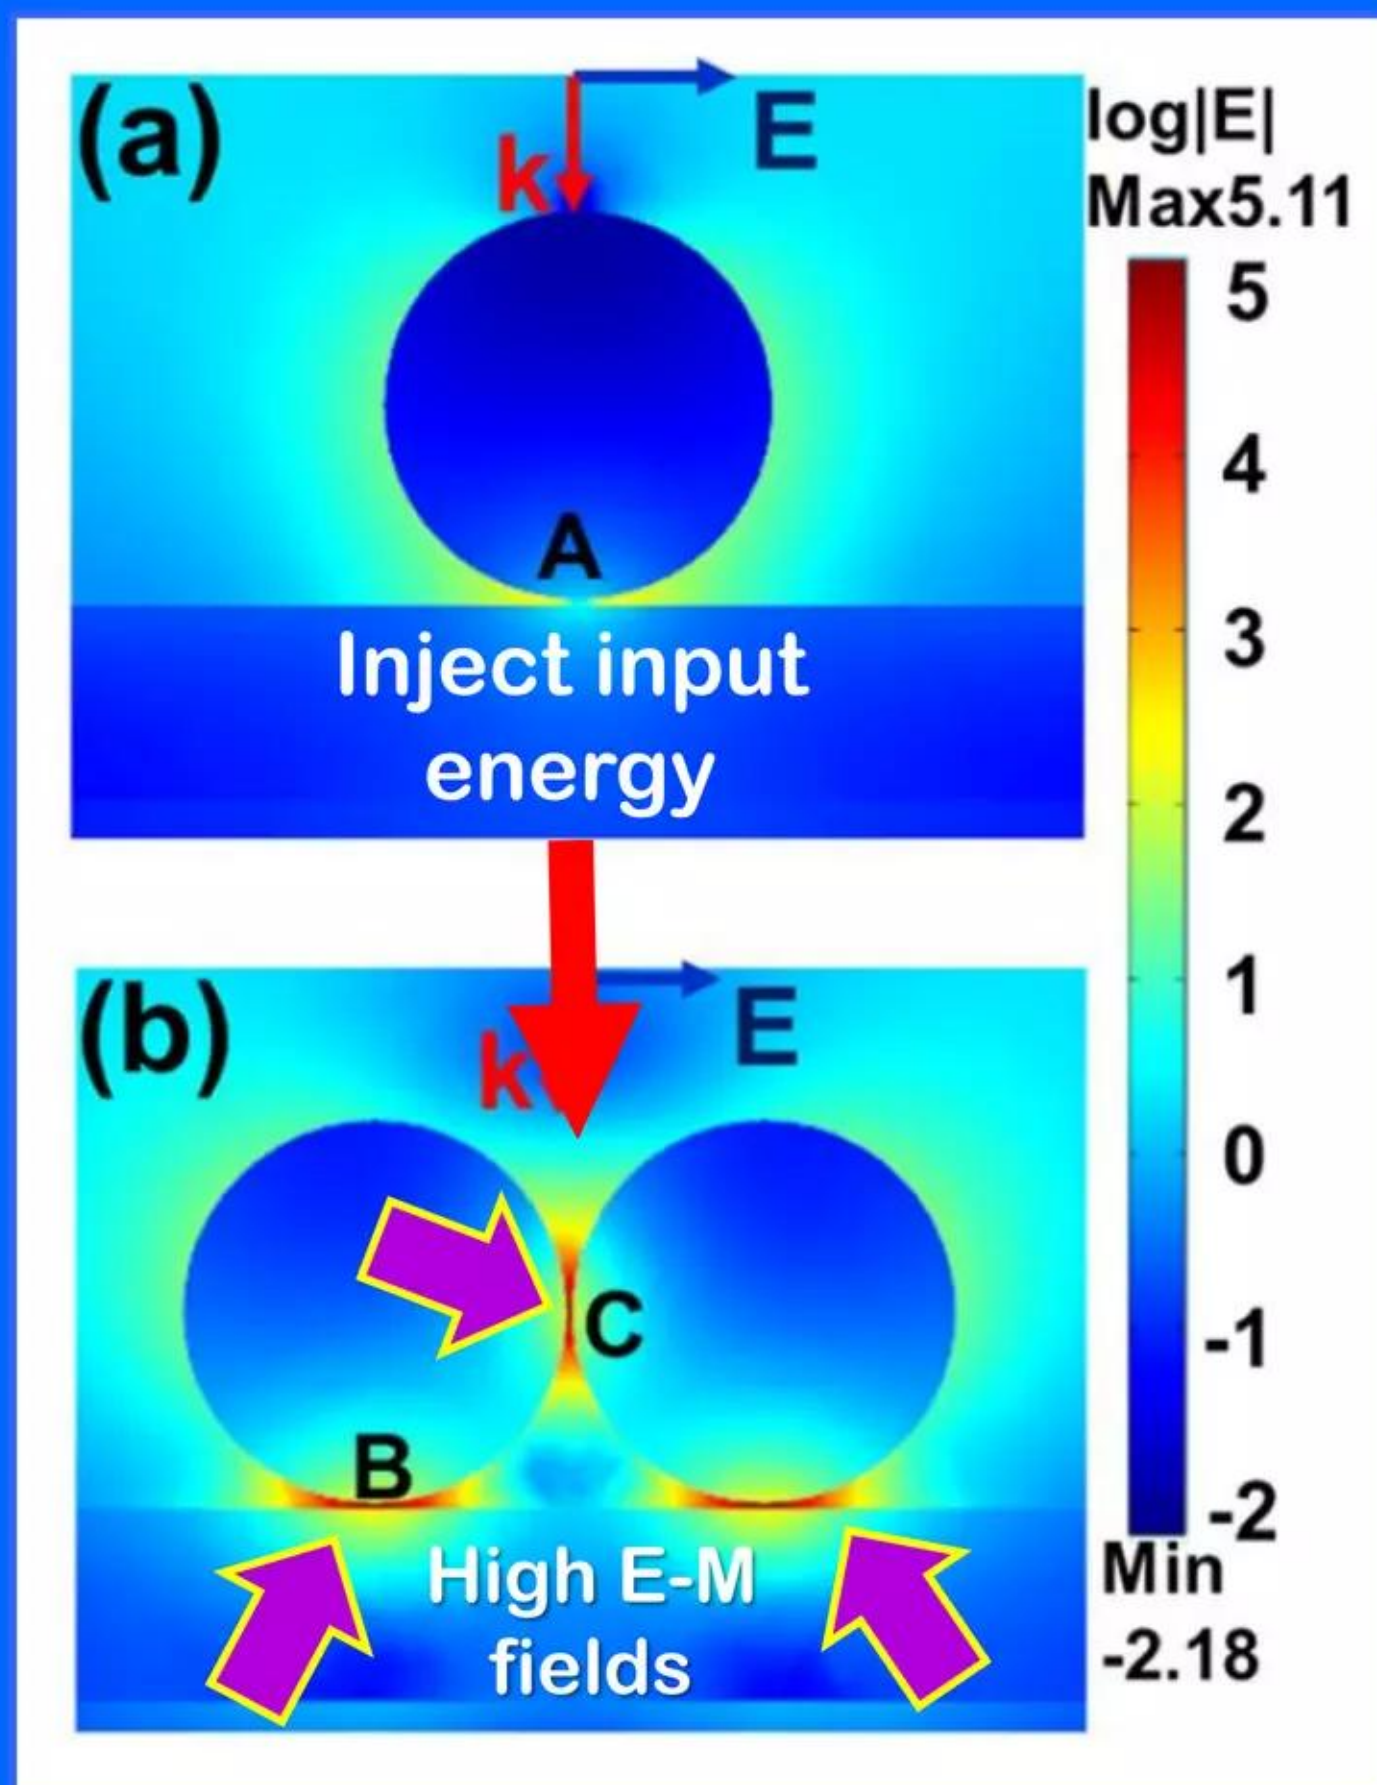 (a)
E
k
A
Inject input
energy
log|E|
Max5.11
5
4
3
2
1
0
-1
-2
Min
-2.18
(b)
E
k
C
B
High E-M
fields